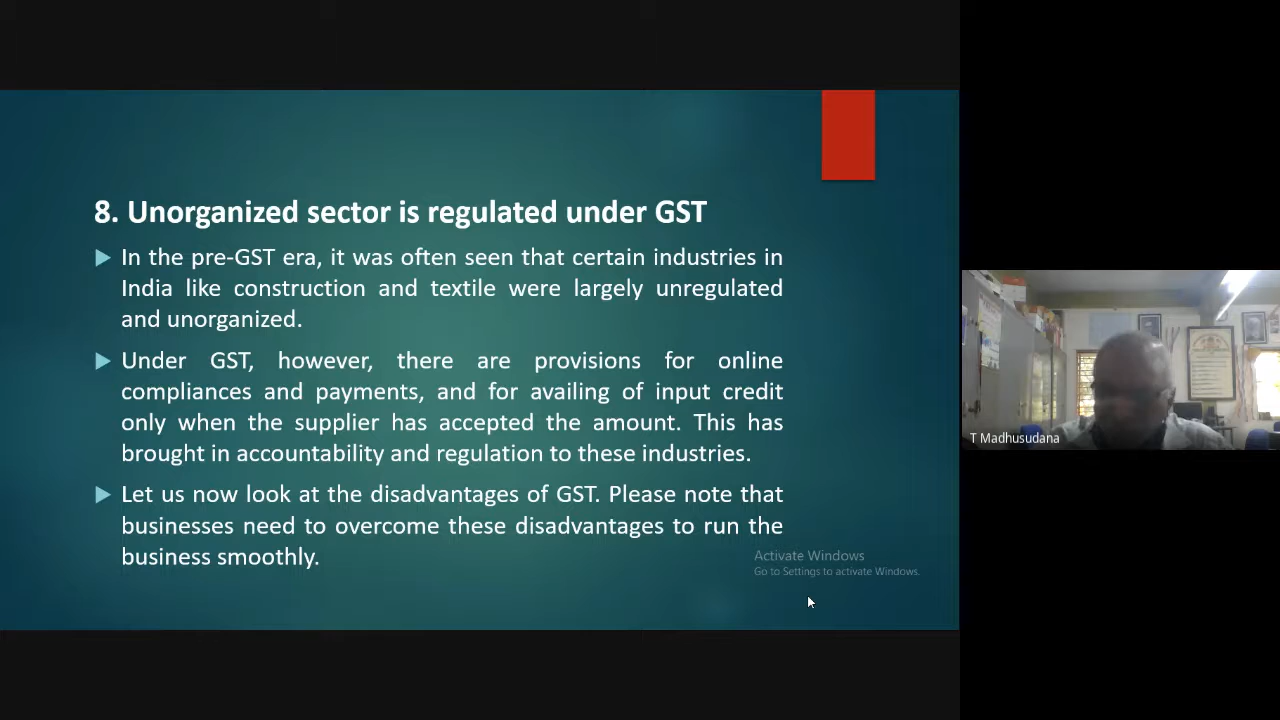 8. Unorganized sector is regulated under GST
In the pre-GST era, it was often seen that certain industries in
India like construction and textile were largely unregulated
and unorganized.
Under GST, however, there are provisions for online
compliances and payments, and for availing of input credit
only when the supplier has accepted the amount. This has
brought in accountability and regulation to these industries.
Let us now look at the disadvantages of GST. Please note that
businesses need to overcome these disadvantages to run the
business smoothly.
Activate Windows
Go to Settings to activate Windows.
T Madhusudana